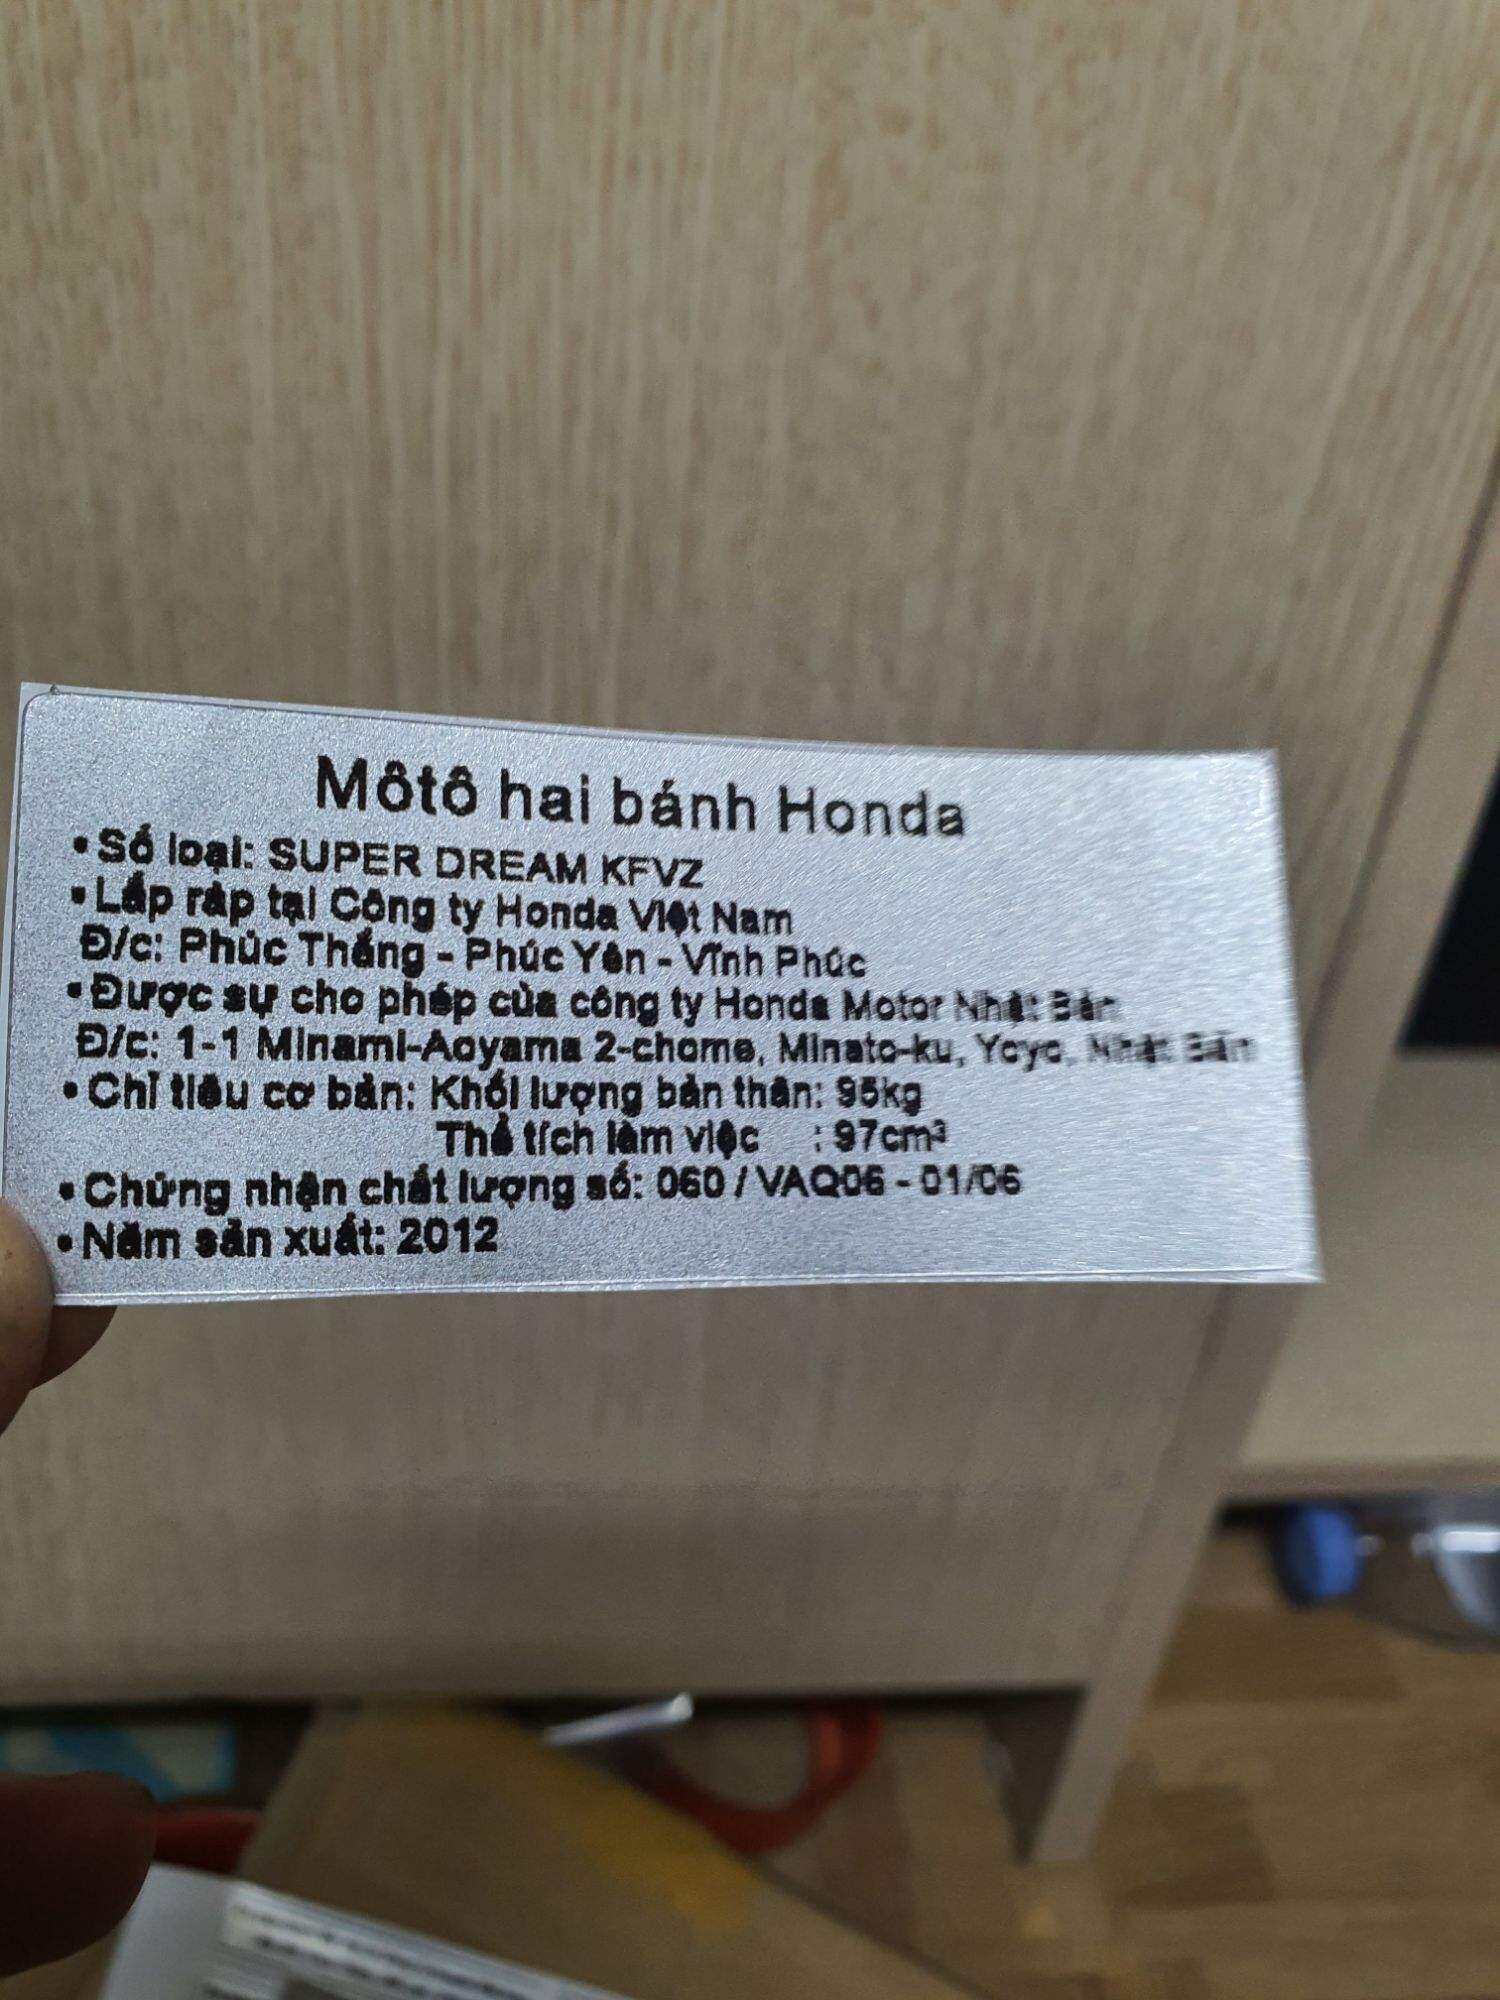 Môtô hai bánh Honda
• Số loại: SUPER DREAM KFVZ
• Lắp ráp tại Công ty Honda Việt Nam
Đ/c: Phúc Thắng - Phúc Yên - Vĩnh Phúc
• Được sự cho phép của công ty Honda Motor Nhật Bản
Đ/c: 1-1 Minami-Aoyama 2-chome, Minato-ku, Nhật Bản
• Chỉ tiêu cơ bản: Khối lượng bản thân: 95kg
Thể tích làm việc : 97cm³
• Chứng nhận chất lượng số: 060 / VAQ06 - 01/06
• Năm sản xuất: 2012